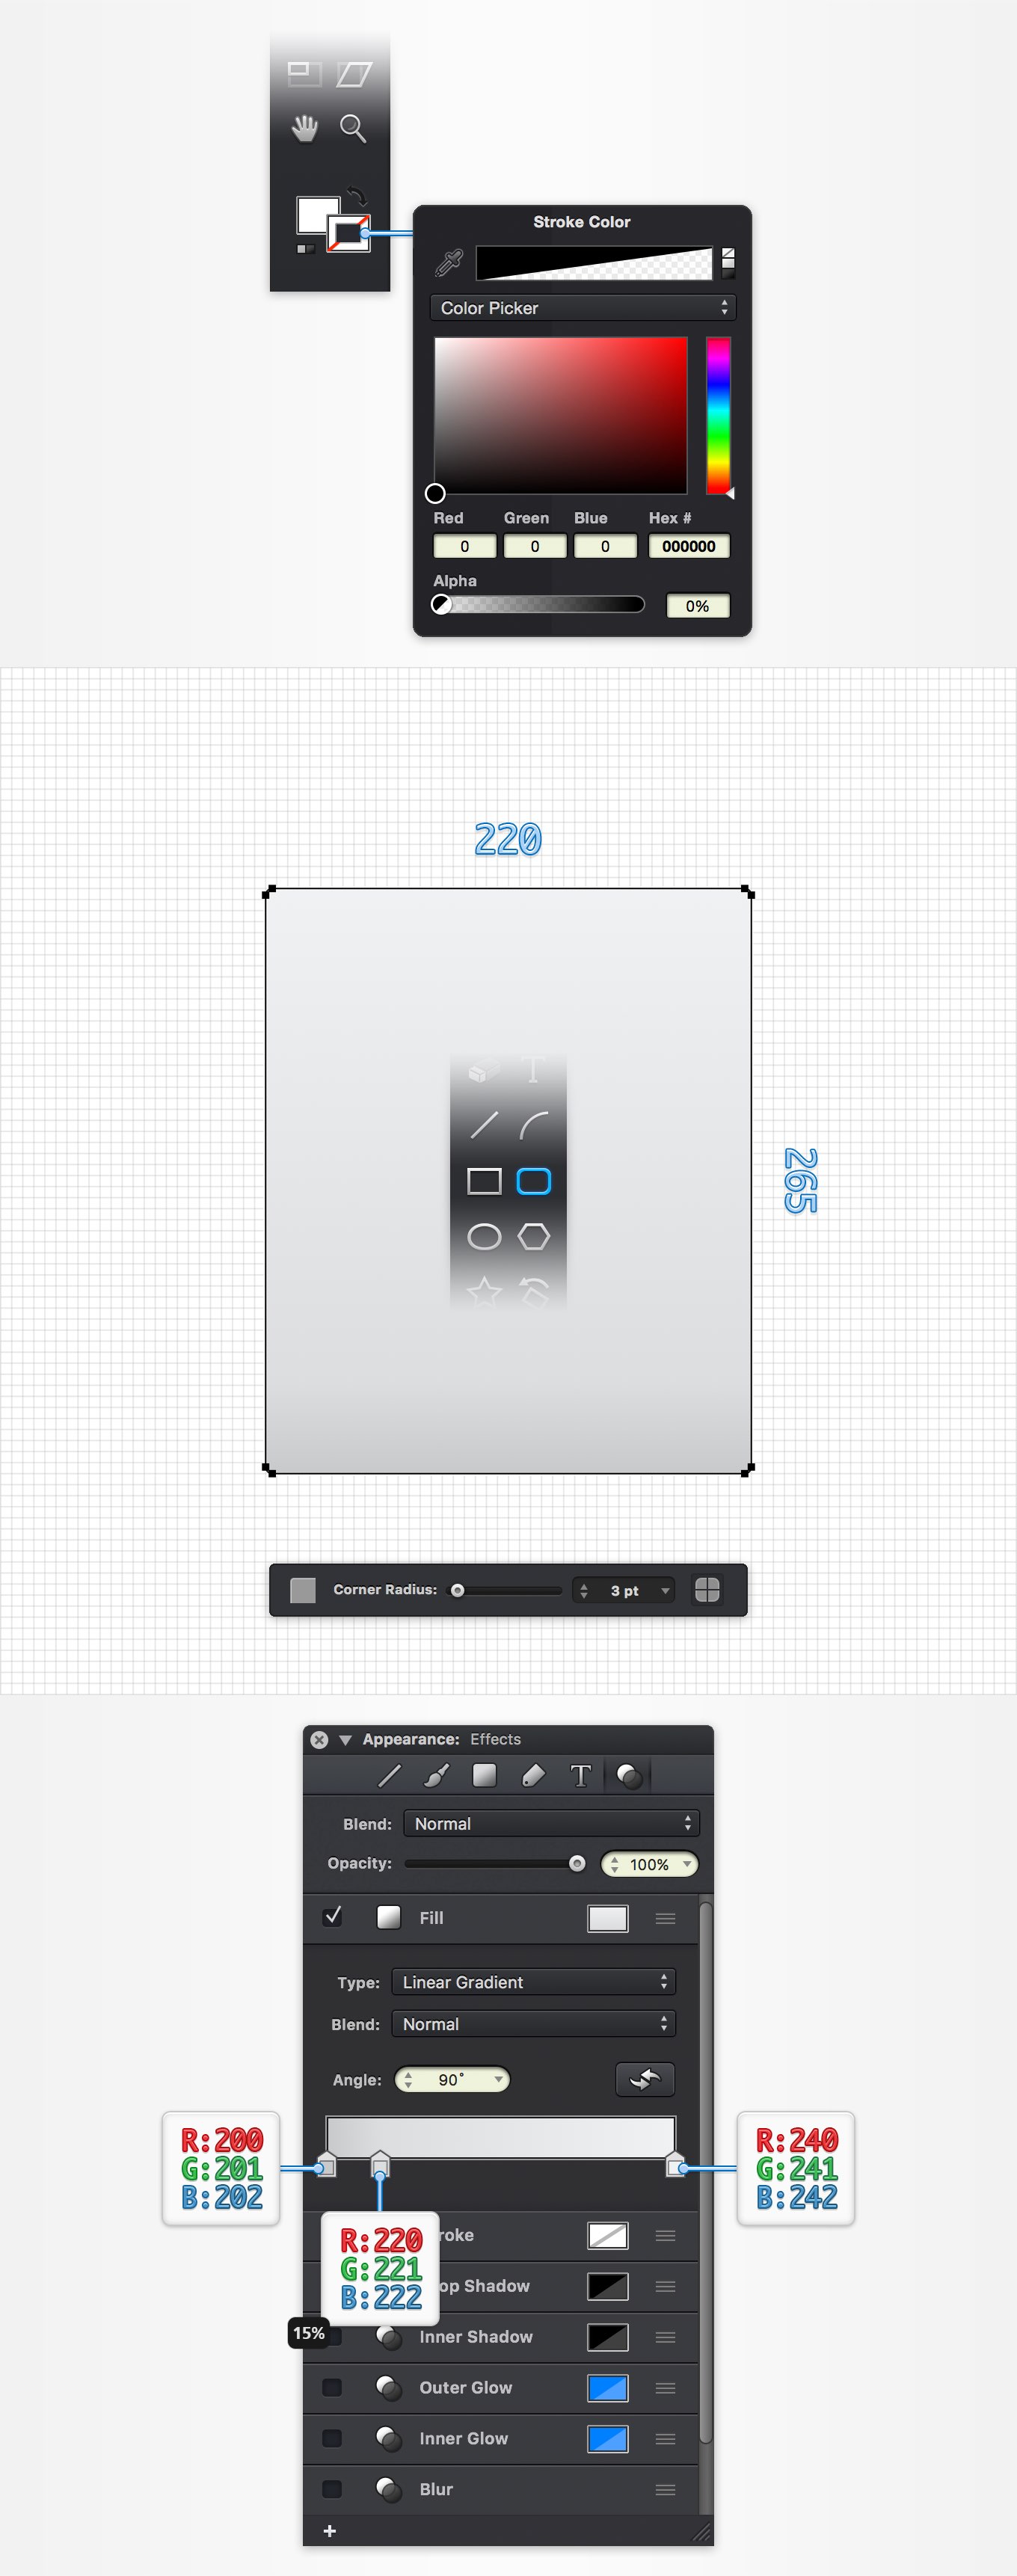 Stroke Color
Color Picker
Red Green Blue Hex #
0 0 0 000000
Alpha
0%
220
T
265
Corner Radius: 3 pt
Appearance: Effects
T
Blend: Normal
Opacity: 100%
Fill
Type: Linear Gradient
Blend: Normal
Angle: 90°
R:200
G:201
B:202
R:240
G:241
B:242
R:220
G:221
B:222
Shadow
15%
Inner Shadow
Outer Glow
Inner Glow
Blur
+